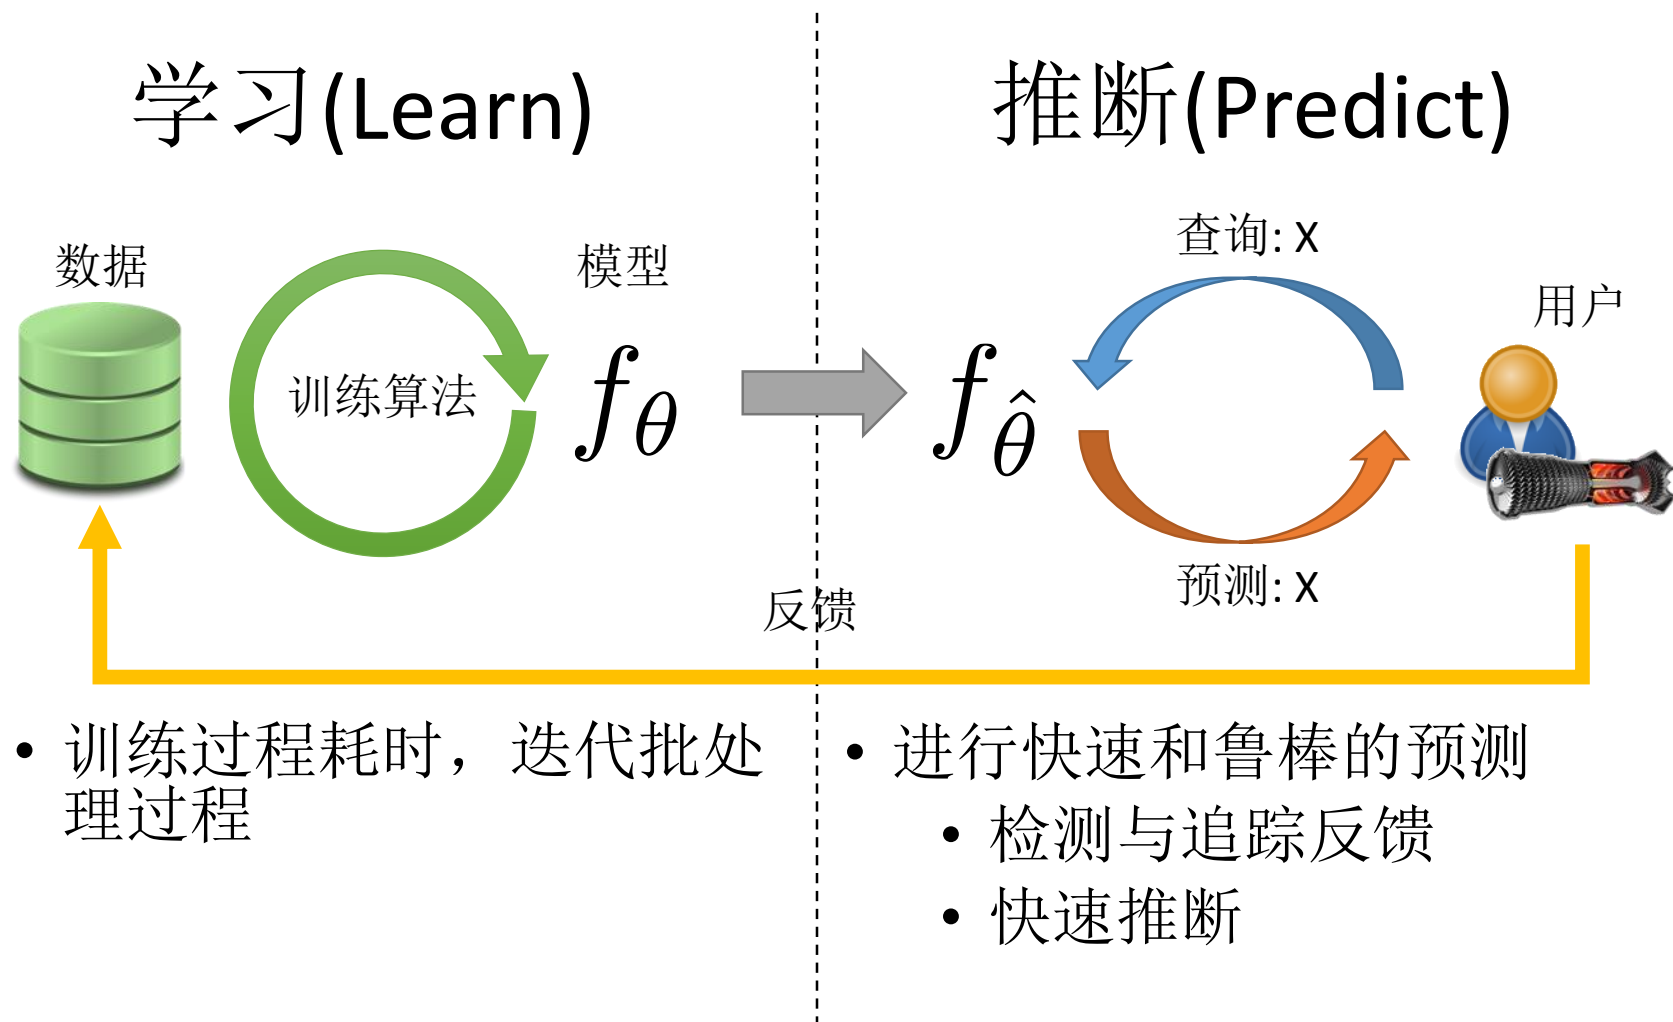 学习(Learn)
推断(Predict)
数据
训练算法
模型
f_θ
f_θ̂
查询: X
用户
预测: X
反馈
• 训练过程耗时，迭代批处
理过程
• 进行快速和鲁棒的预测
• 检测与追踪反馈
• 快速推断